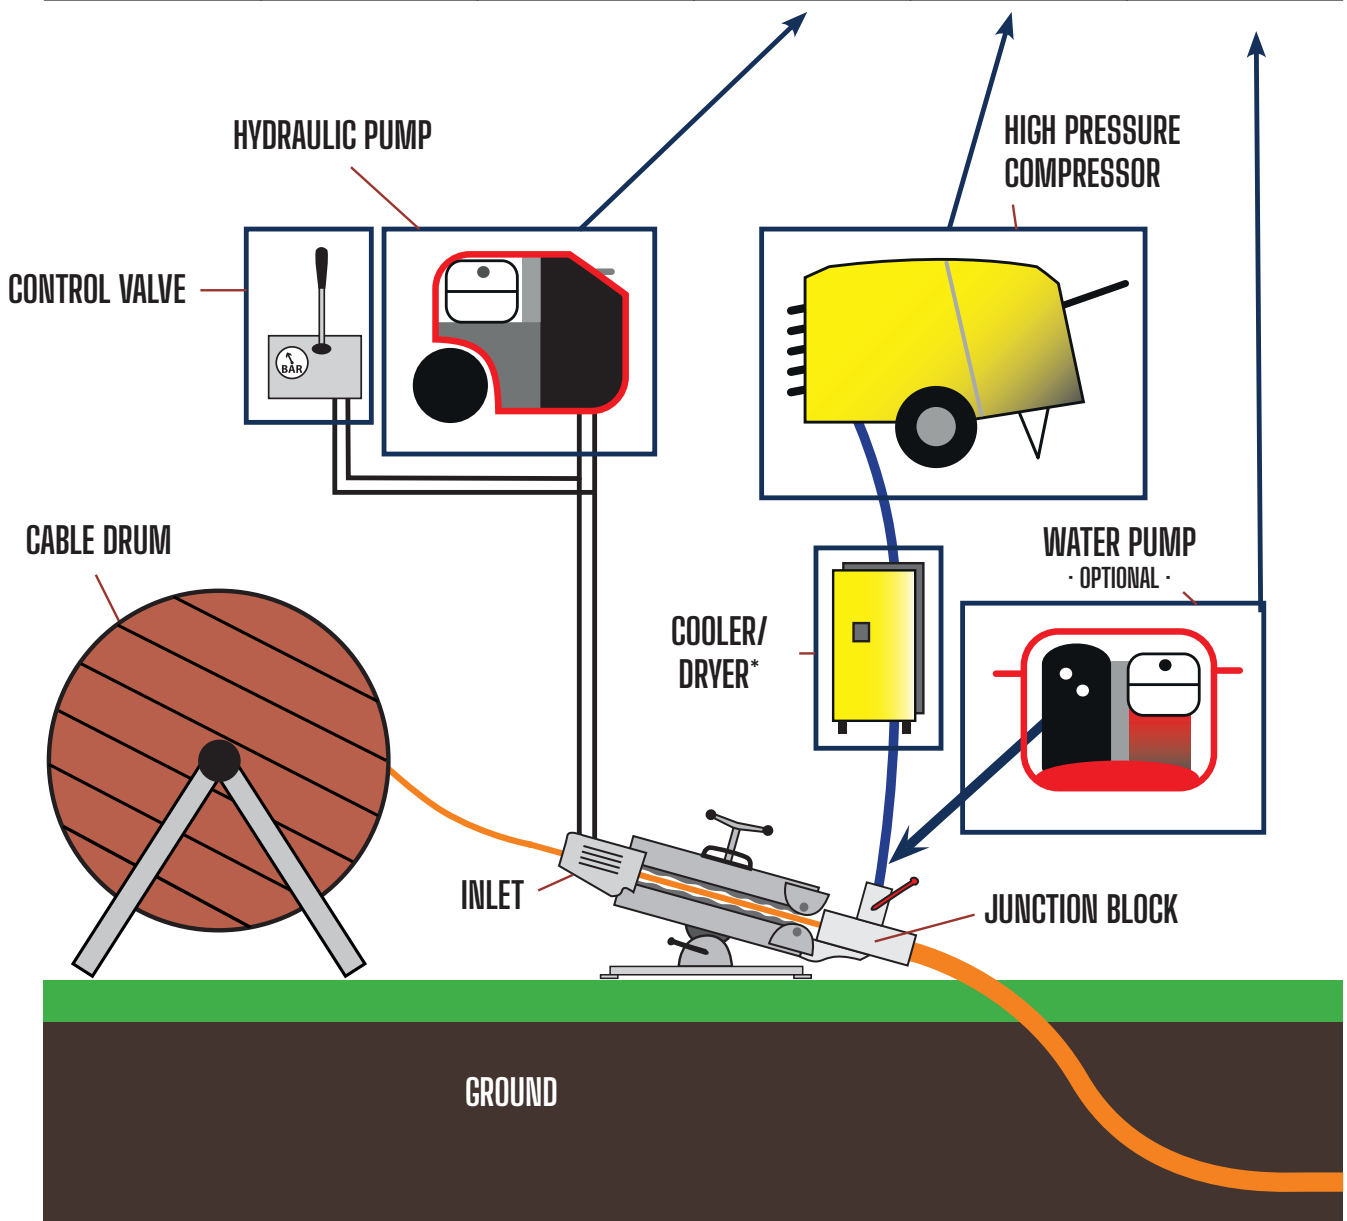 HYDRAULIC PUMP
HIGH PRESSURE
COMPRESSOR
CONTROL VALVE
BAR
CABLE DRUM
WATER PUMP
· OPTIONAL ·
COOLER/
DRYER*
INLET
JUNCTION BLOCK
GROUND